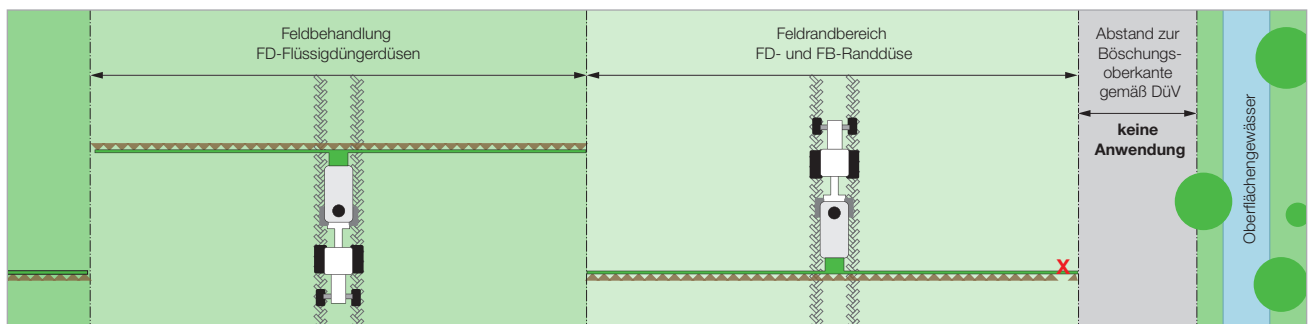 Feldbehandlung
FD-Flüssigdüngerdüsen
Feldrandbereich
FD- und FB-Randdüse
Abstand zur
Böschungs-
oberkante
gemäß DüV
keine
Anwendung
Oberflächengewässer
X